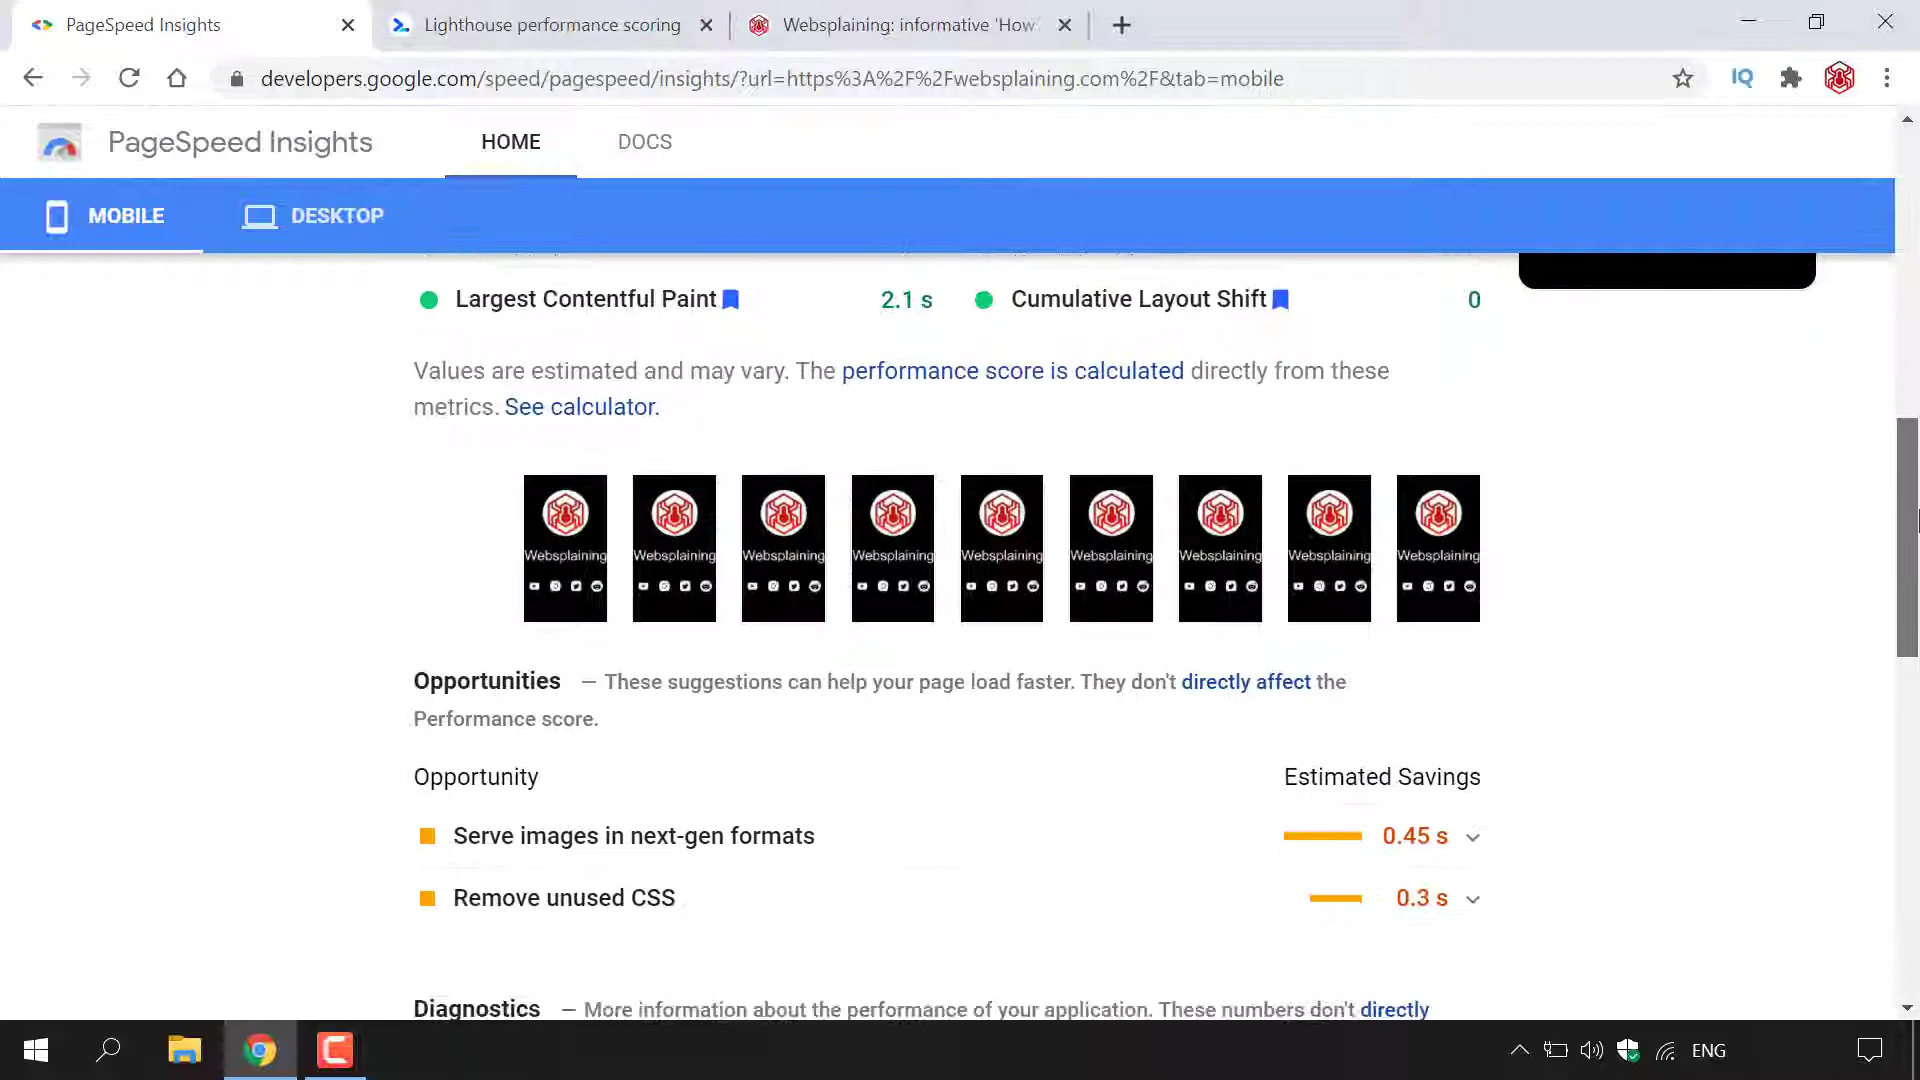 PageSpeed Insights
Lighthouse performance scoring
Websplaining: informative 'How
developers.google.com/speed/pagespeed/insights/?url=https%3A%2F%2Fwebsplaining.com%2F&tab=mobile
IQ
PageSpeed Insights
HOME
DOCS
MOBILE
DESKTOP
Largest Contentful Paint
2.1 s
Cumulative Layout Shift
0
Values are estimated and may vary. The performance score is calculated directly from these
metrics. See calculator.
Websplaining
Websplaining
Websplaining
Websplaining
Websplaining
Websplaining
Websplaining
Websplaining
Websplaining
Opportunities — These suggestions can help your page load faster. They don't directly affect the
Performance score.
Opportunity
Estimated Savings
Serve images in next-gen formats
0.45 s
Remove unused CSS
0.3 s
Diagnostics — More information about the performance of your application. These numbers don't directly
ENG